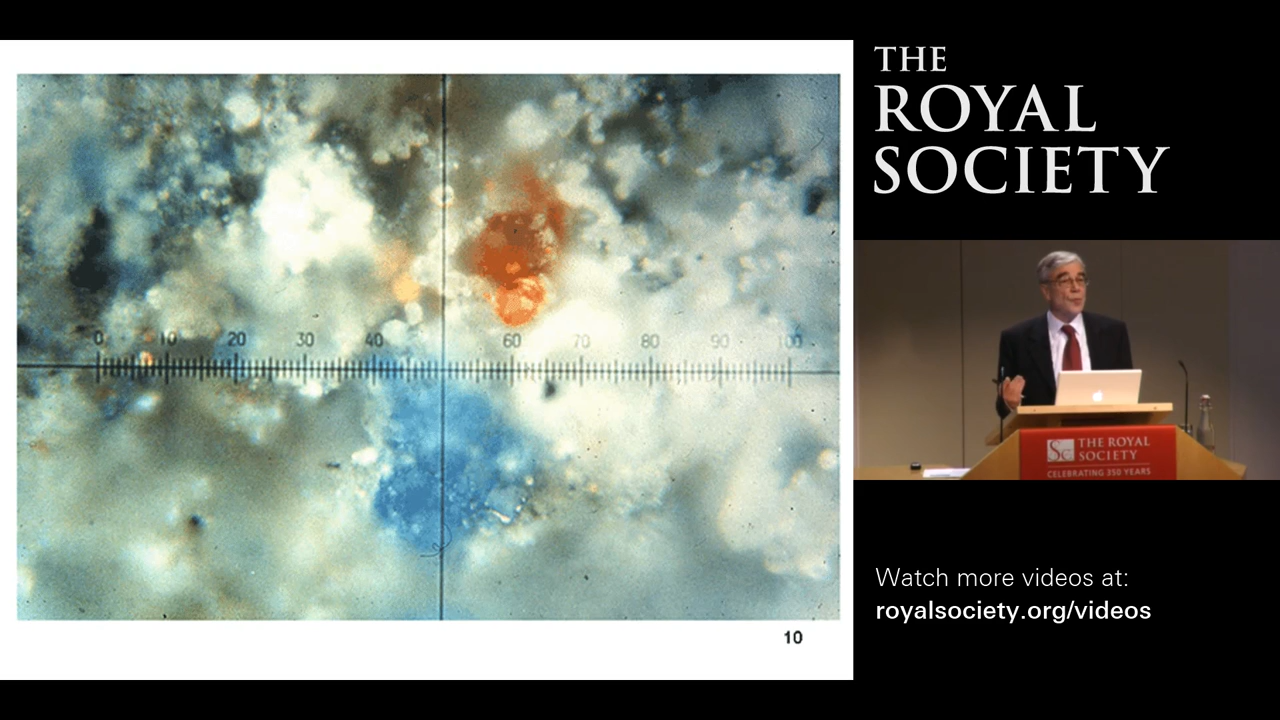 0 10 20 30 40 60 70 80 90 100
10
THE
ROYAL
SOCIETY
THE ROYAL
SOCIETY
CELEBRATING 350 YEARS
Watch more videos at:
royalsociety.org/videos